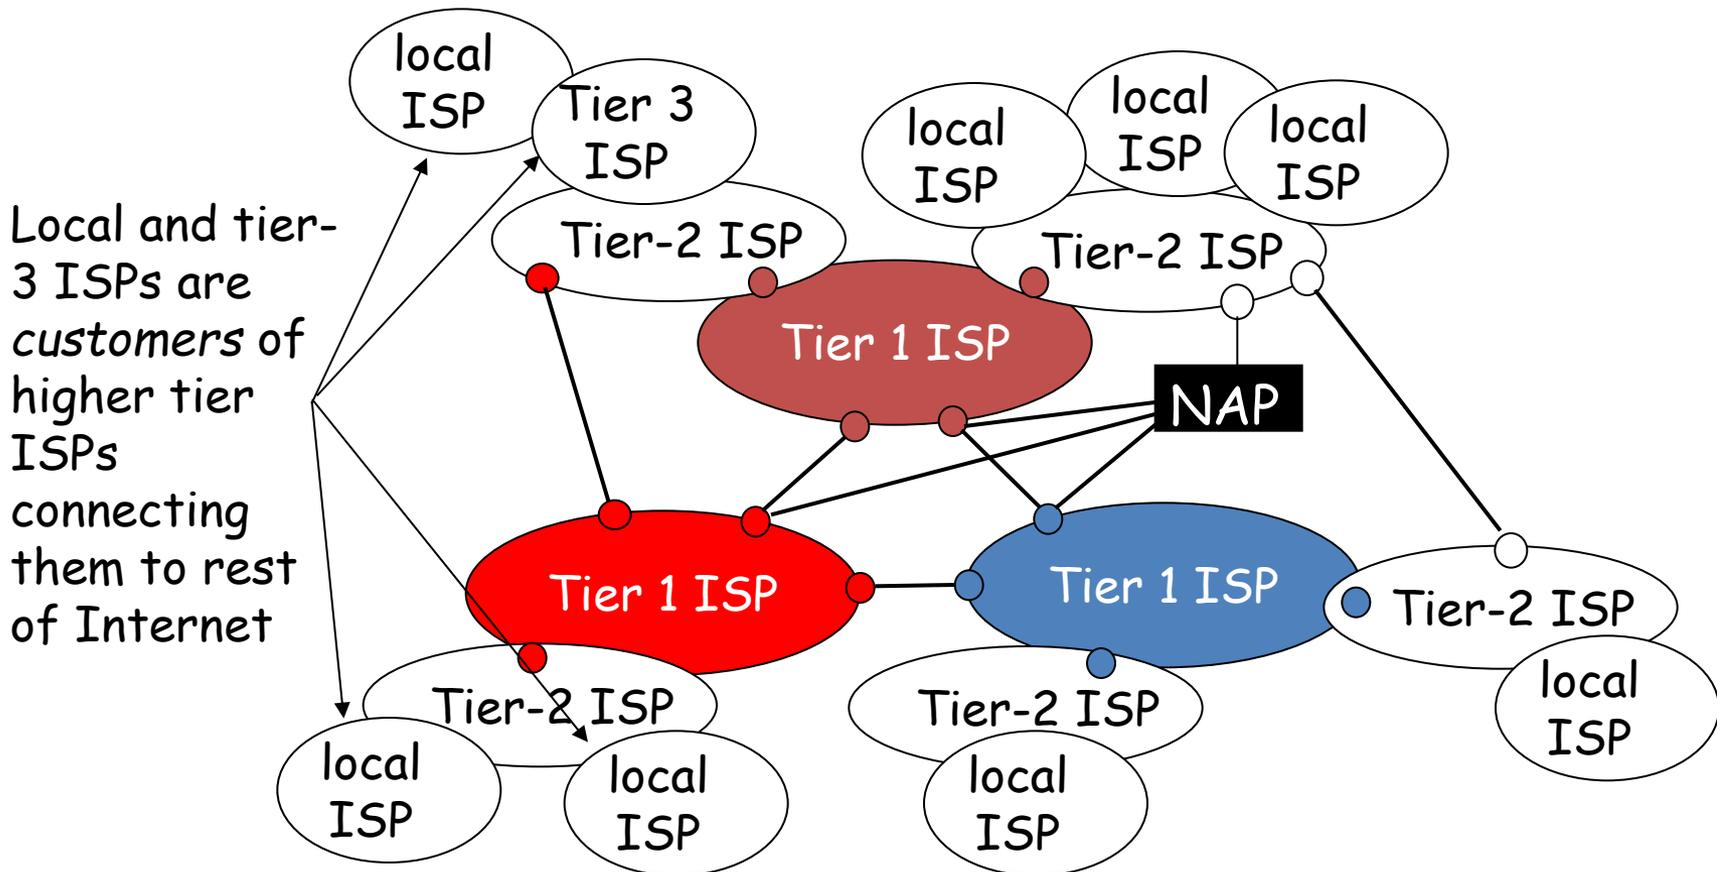 local
ISP
Tier 3
ISP
local
ISP
local
ISP
local
ISP
Local and tier-
3 ISPs are
customers of
higher tier
ISPs
connecting
them to rest
of Internet
Tier-2 ISP
Tier-2 ISP
Tier 1 ISP
NAP
Tier 1 ISP
Tier 1 ISP
Tier-2 ISP
Tier-2 ISP
Tier-2 ISP
local
ISP
local
ISP
local
ISP
local
ISP